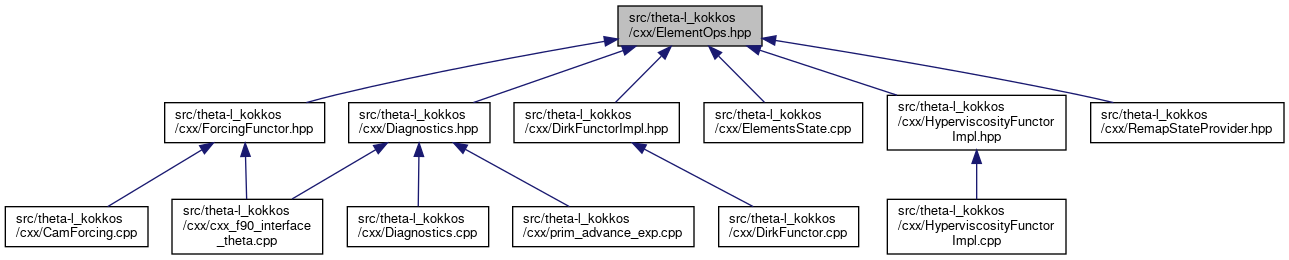 src/theta-l_kokkos
/cxx/ElementOps.hpp
src/theta-l_kokkos
/cxx/ForcingFunctor.hpp
src/theta-l_kokkos
/cxx/Diagnostics.hpp
src/theta-l_kokkos
/cxx/DirkFunctorImpl.hpp
src/theta-l_kokkos
/cxx/ElementsState.cpp
src/theta-l_kokkos
/cxx/HyperviscosityFunctor
Impl.hpp
src/theta-l_kokkos
/cxx/RemapStateProvider.hpp
src/theta-l_kokkos
/cxx/CamForcing.cpp
src/theta-l_kokkos
/cxx/cxx_f90_interface
_theta.cpp
src/theta-l_kokkos
/cxx/Diagnostics.cpp
src/theta-l_kokkos
/cxx/prim_advance_exp.cpp
src/theta-l_kokkos
/cxx/DirkFunctor.cpp
src/theta-l_kokkos
/cxx/HyperviscosityFunctor
Impl.cpp